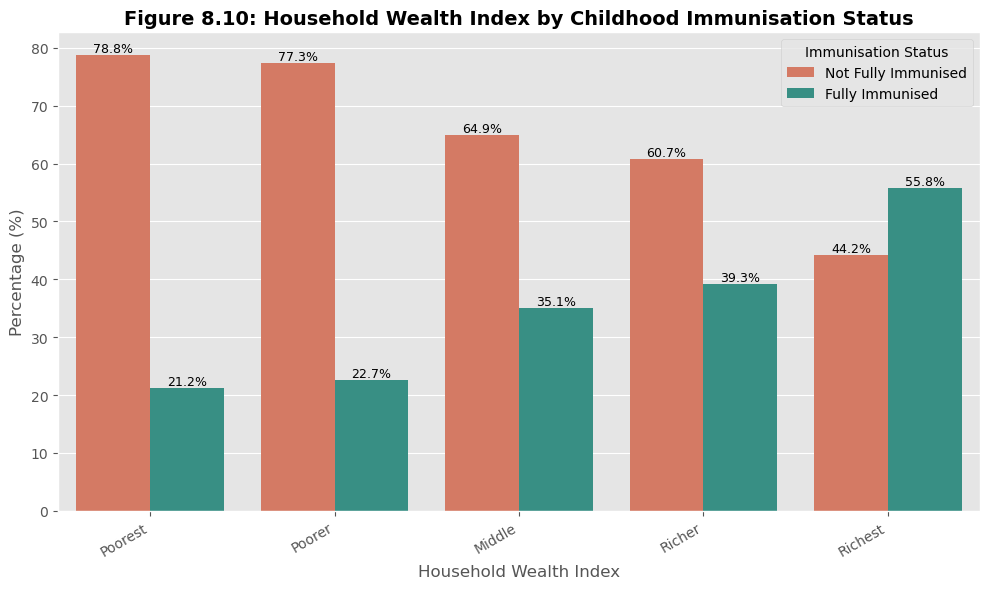 Figure 8.10: Household Wealth Index by Childhood Immunisation Status
Immunisation Status
Not Fully Immunised
Fully Immunised
Percentage (%)
80
70
60
50
40
30
20
10
0
78.8%
21.2%
77.3%
22.7%
64.9%
35.1%
60.7%
39.3%
44.2%
55.8%
Poorest
Poorer
Middle
Richer
Richest
Household Wealth Index